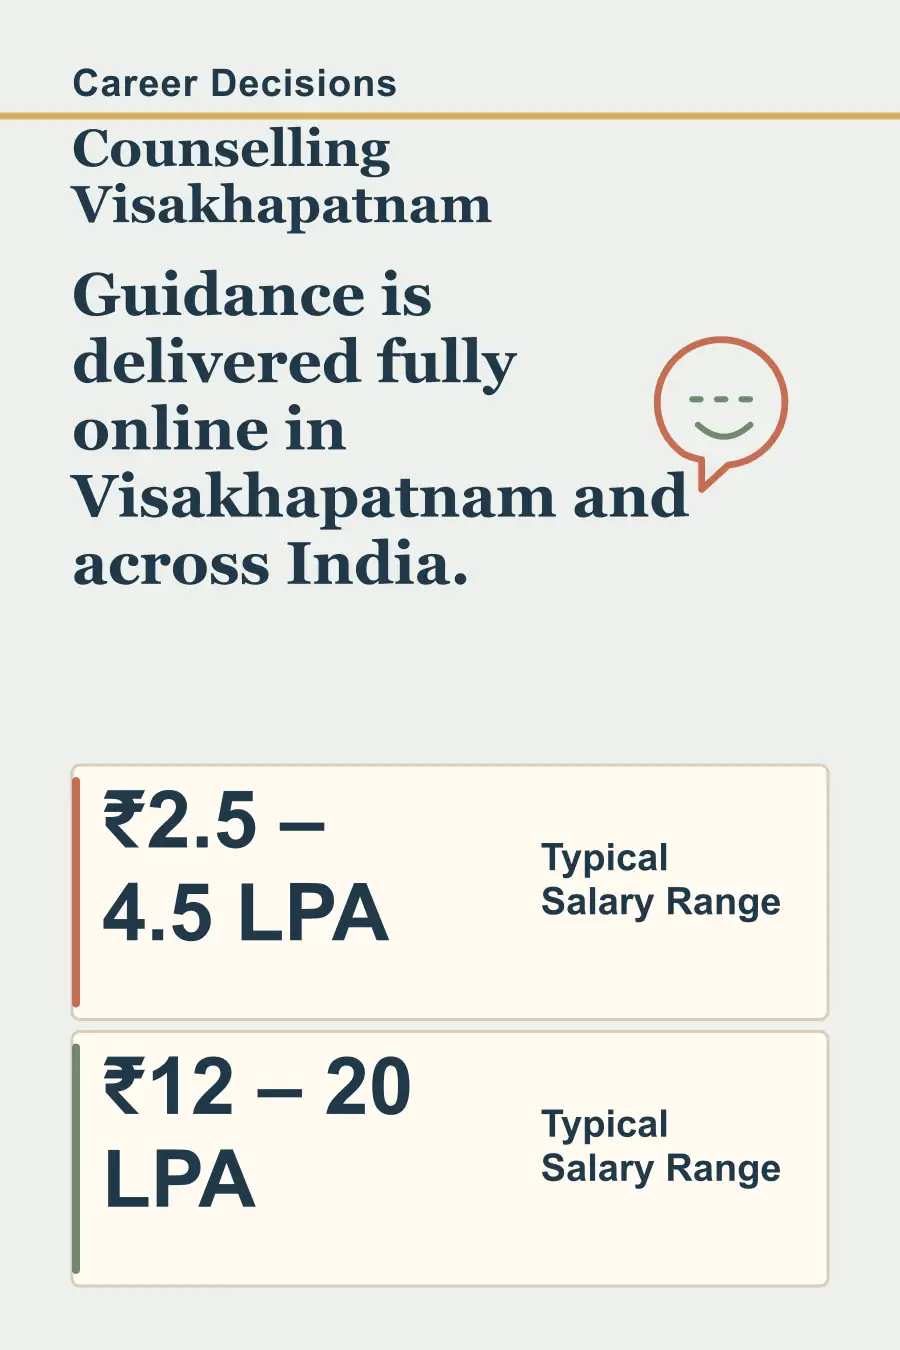 Career Decisions
Counselling
Visakhapatnam
Guidance is
delivered fully
online in
Visakhapatnam and
across India.
₹2.5 –
4.5 LPA
Typical
Salary Range
₹12 – 20
LPA
Typical
Salary Range